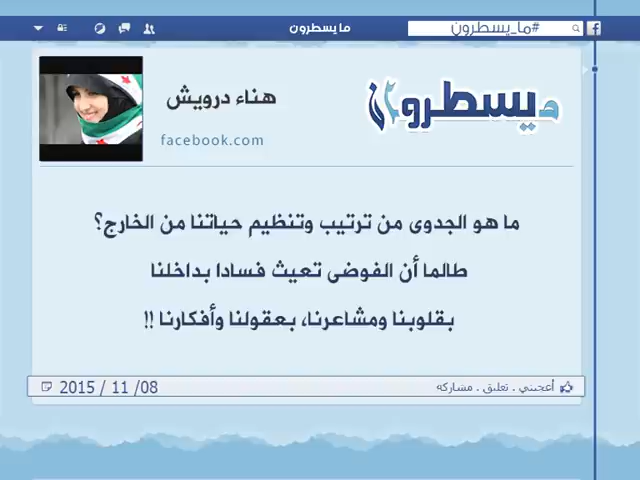 ما يسطرون
#ما_يسطرون
f
هناء درويش
facebook.com
ما يسطرون
ما هو الجدوى من ترتيب وتنظيم حياتنا من الخارج؟
طالما أن الفوضى تعيث فسادا بداخلنا
بقلوبنا ومشاعرنا، بعقولنا وأفكارنا !!
أعجبني . تعليق . مشاركه
2015 / 11 /08